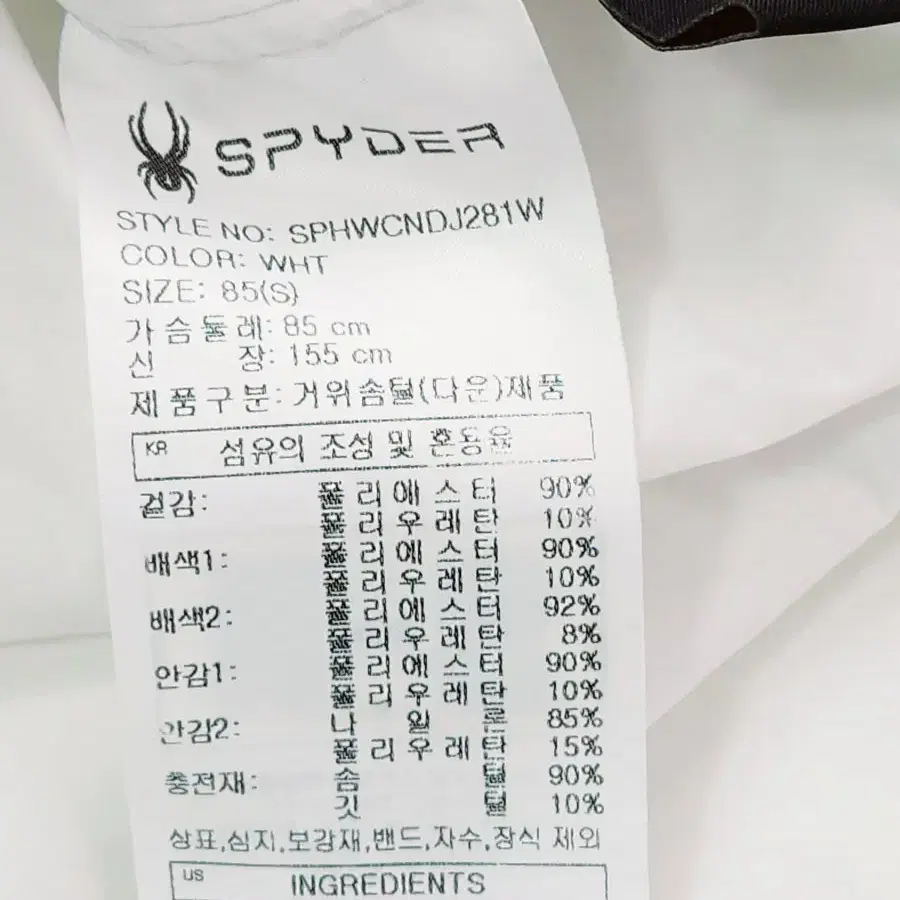 SPYDER
STYLE NO: SPHWCNDJ281W
COLOR: WHT
SIZE: 85(S)
가슴둘레: 85 cm
신 장: 155 cm
제품구분: 거위솜털(다운)제품
KR 섬유의 조성 및 혼용율
겉감: 폴리에스터 90%
폴리우레탄 10%
배색1: 폴리에스터 90%
폴리우레탄 10%
배색2: 폴리에스터 92%
폴리우레탄 8%
안감1: 폴리에스터 90%
폴리우레탄 10%
안감2: 나일론 85%
폴리우레탄 15%
충전재: 솜털 90%
깃털 10%
상표,심지,보강재,밴드,자수,장식 제외
US INGREDIENTS